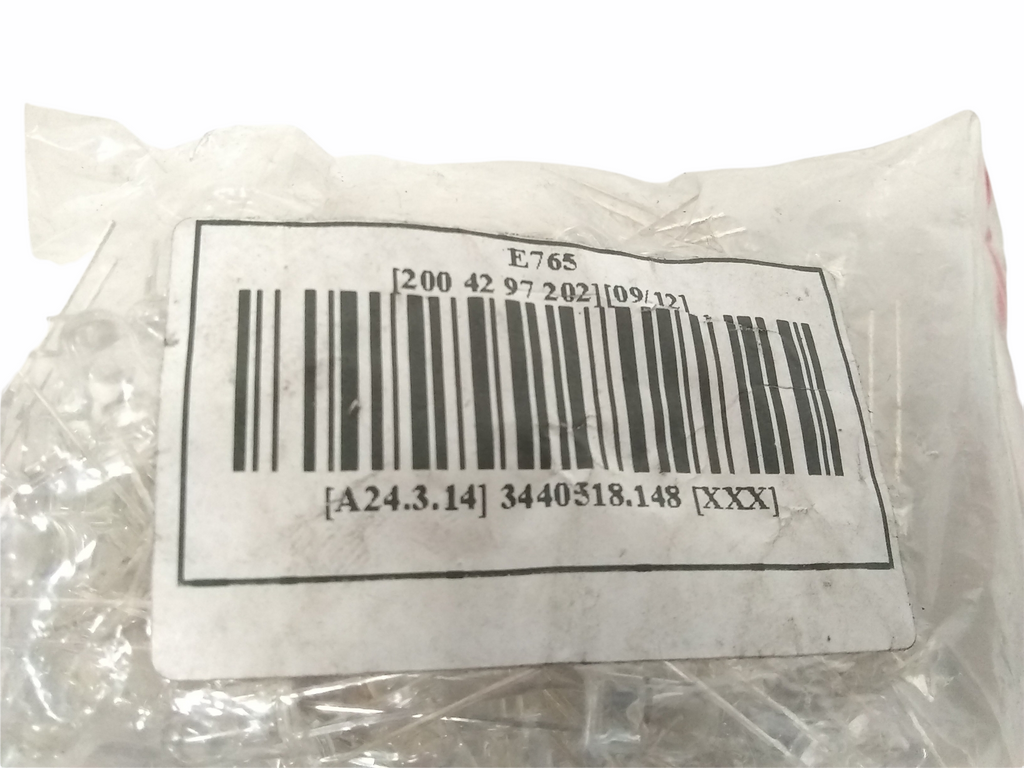 E765
[200 42 97 202][09/12]
[A24.3.14] 3440518.148 [XXX]